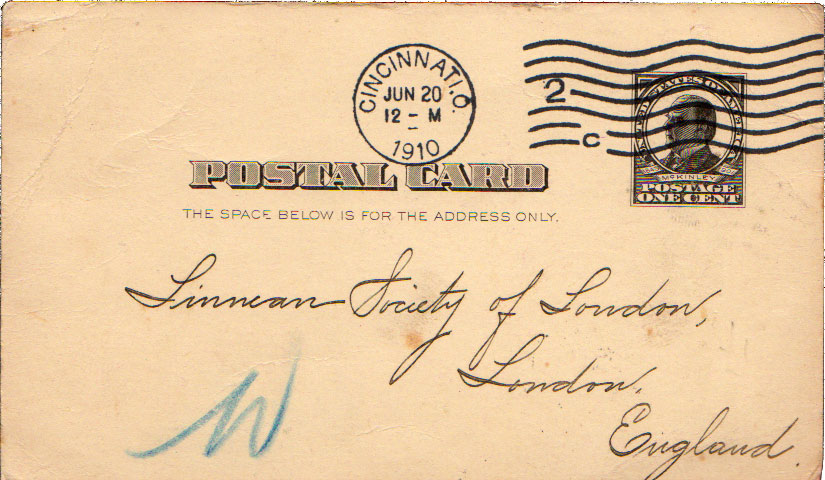 CINCINNATI, O.
JUN 20
12 - M
1910
2
C
McKINLEY
POSTAGE
ONE CENT
POSTAL CARD
THE SPACE BELOW IS FOR THE ADDRESS ONLY.
Linnean Society of London,
London,
England.
W